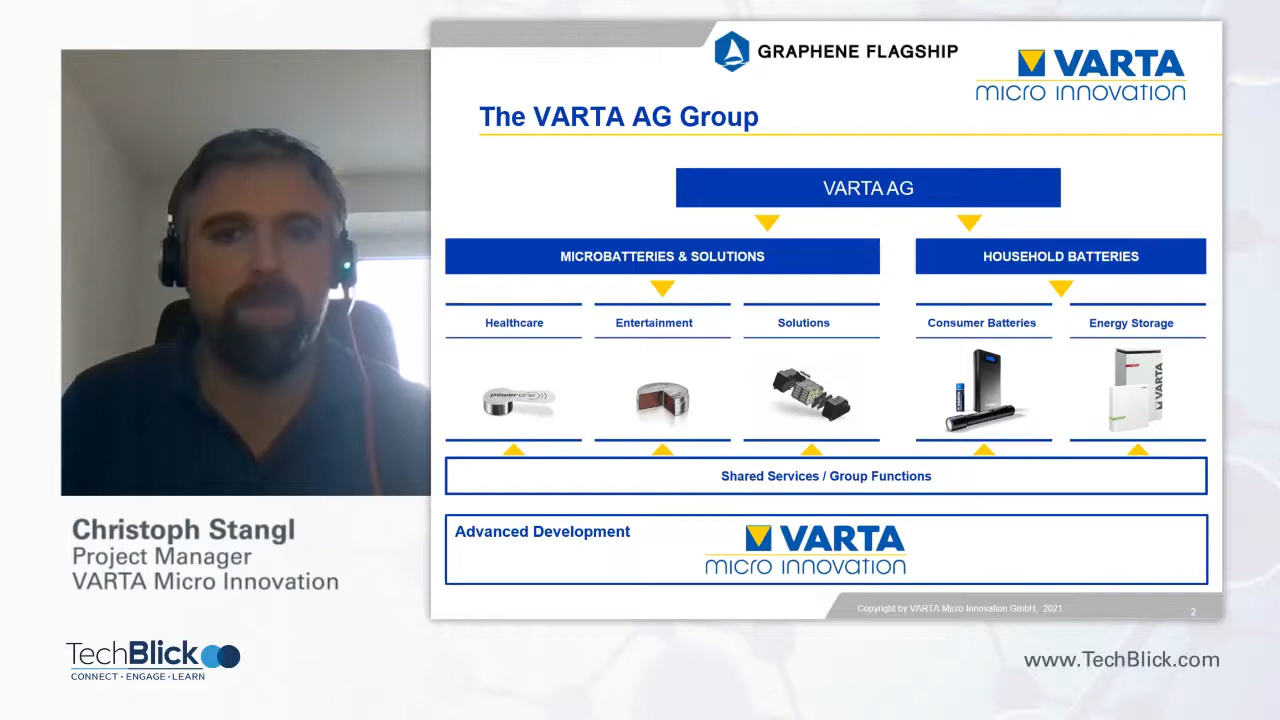 GRAPHENE FLAGSHIP
VARTA
micro innovation
The VARTA AG Group
VARTA AG
MICROBATTERIES & SOLUTIONS
HOUSEHOLD BATTERIES
Healthcare
Entertainment
Solutions
Consumer Batteries
Energy Storage
powerone
VARTA
Shared Services / Group Functions
Advanced Development
VARTA
micro innovation
Copyright by VARTA Micro Innovation GmbH, 2021
2
Christoph Stangl
Project Manager
VARTA Micro Innovation
TechBlick
CONNECT · ENGAGE · LEARN
www.TechBlick.com